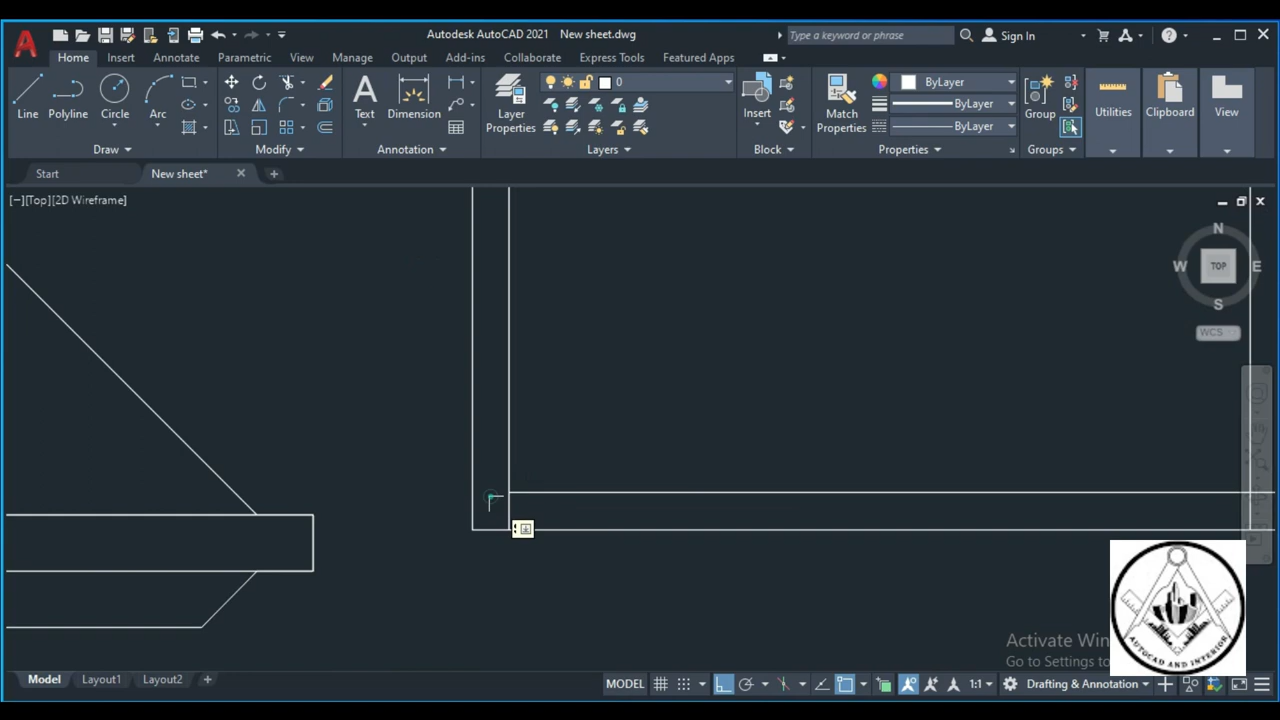 Autodesk AutoCAD 2021 New sheet.dwg
Type a keyword or phrase
Sign In
Home Insert Annotate Parametric View Manage Output Add-ins Collaborate Express Tools Featured Apps
Line Polyline Circle Arc
Text Dimension
Layer Properties
0
Insert
Match Properties
ByLayer
ByLayer
ByLayer
Group
Utilities Clipboard View
Draw Modify Annotation Layers Block Properties Groups
Start New sheet*
[−][Top][2D Wireframe]
N
W TOP E
S
WCS
Activate Win
Go to Settings to
AUTOCAD AND INTERIOR
Model Layout1 Layout2
MODEL 1:1 Drafting & Annotation